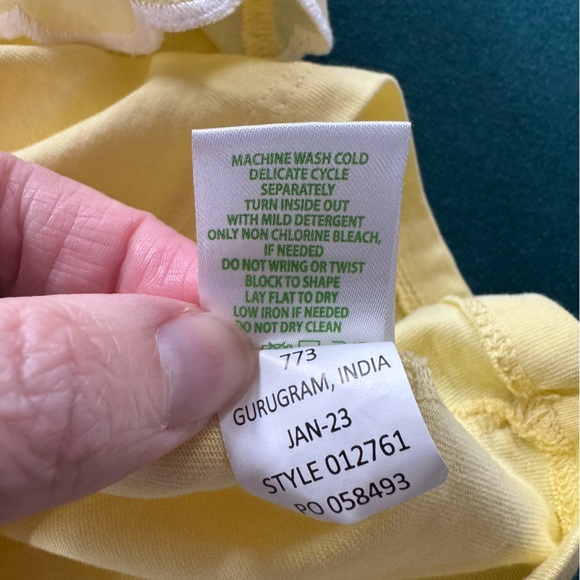 MACHINE WASH COLD
DELICATE CYCLE
SEPARATELY
TURN INSIDE OUT
WITH MILD DETERGENT
ONLY NON CHLORINE BLEACH,
IF NEEDED
DO NOT WRING OR TWIST
BLOCK TO SHAPE
LAY FLAT TO DRY
LOW IRON IF NEEDED
DO NOT DRY CLEAN
773
GURUGRAM, INDIA
JAN-23
STYLE 012761
PO 058493